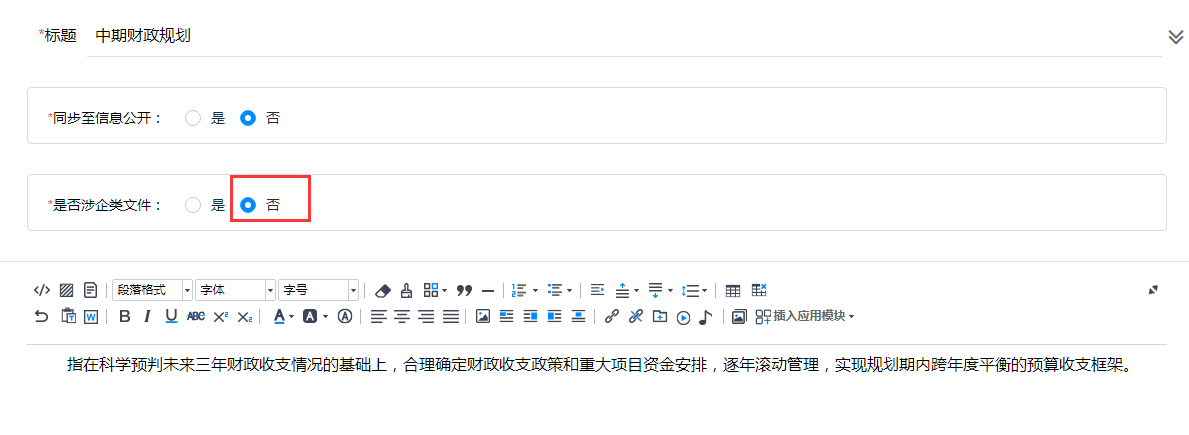 *标题 中期财政规划
*同步至信息公开： 是 否
*是否涉企类文件： 是 否
段落格式 字体 字号
B I U ABC X² X₂ A A A 插入应用模块
指在科学预判未来三年财政收支情况的基础上，合理确定财政收支政策和重大项目资金安排，逐年滚动管理，实现规划期内跨年度平衡的预算收支框架。